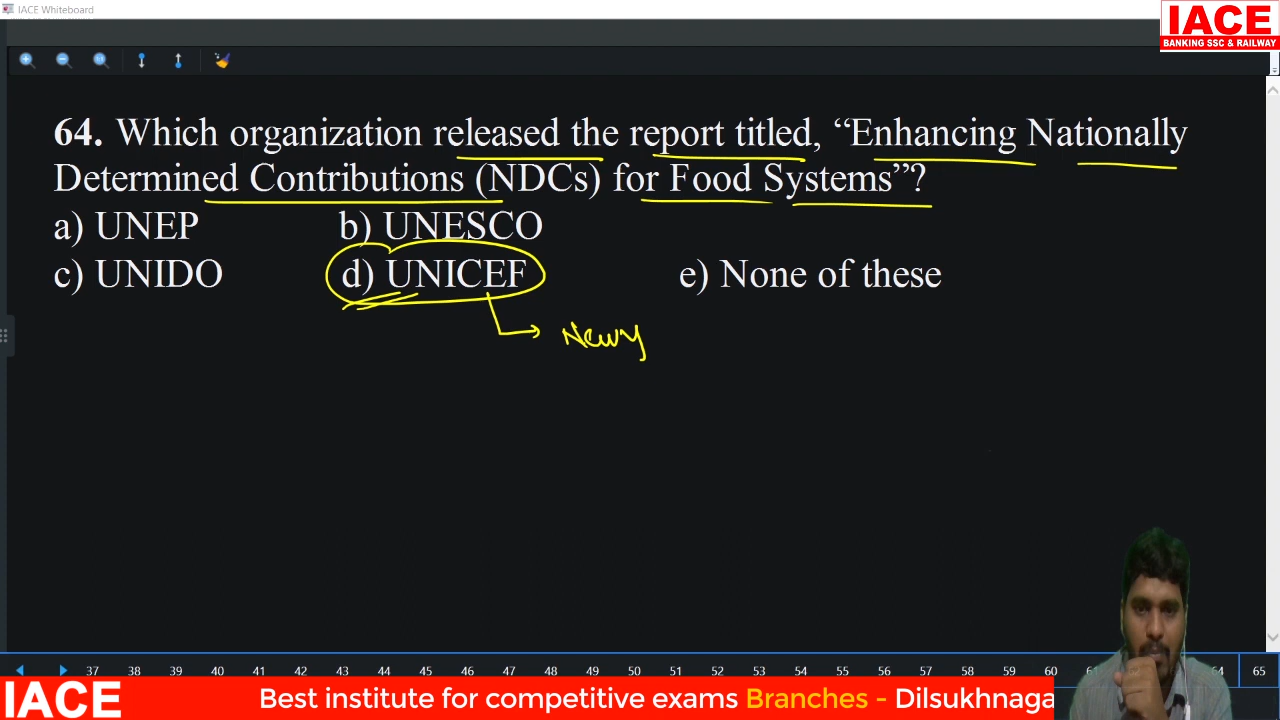 IACE Whiteboard
IACE
BANKING SSC & RAILWAY
64. Which organization released the report titled, “Enhancing Nationally
Determined Contributions (NDCs) for Food Systems”?
a) UNEP b) UNESCO
c) UNIDO d) UNICEF e) None of these
NewY
37 38 39 40 41 42 43 44 45 46 47 48 49 50 51 52 53 54 55 56 57 58 59 60 64 65
IACE Best institute for competitive exams Branches - Dilsukhnaga